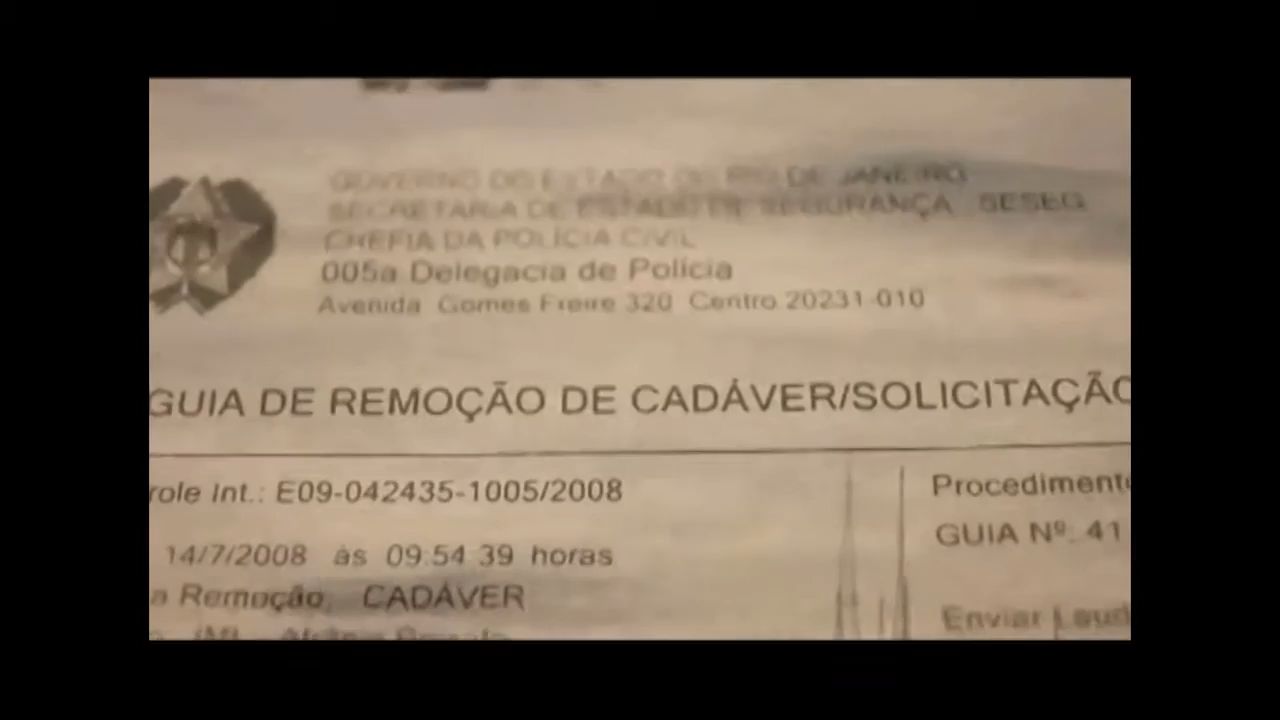 GOVERNO DO ESTADO DO RIO DE JANEIRO
SECRETARIA DE ESTADO DE SEGURANÇA SESEG
CHEFIA DA POLÍCIA CIVIL
005a Delegacia de Polícia
Avenida Gomes Freire 320 Centro 20231-010
GUIA DE REMOÇÃO DE CADÁVER/SOLICITAÇÃO
role Int.: E09-042435-1005/2008
Procediment
GUIA Nº: 41
14/7/2008 às 09:54:39 horas
a Remoção: CADÁVER
Enviar Laud